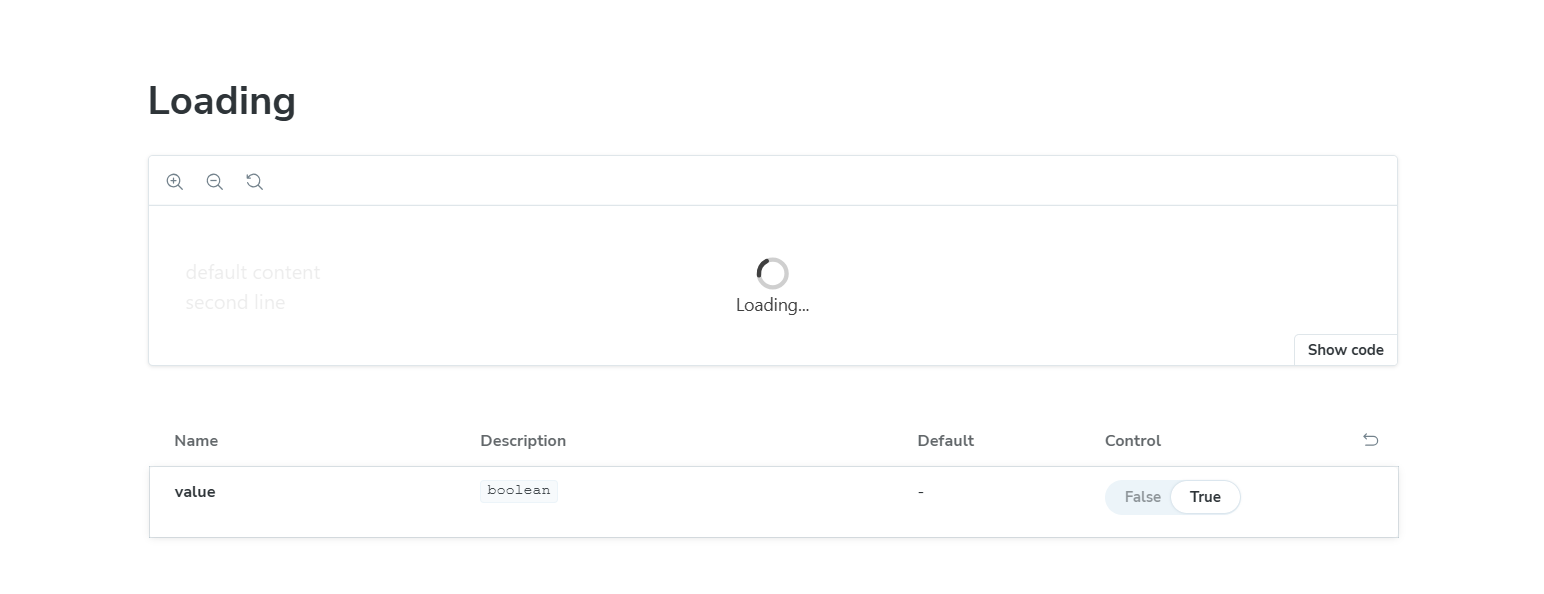 Loading
default content
second line
Loading...
Show code
Name Description Default Control
value boolean - False True